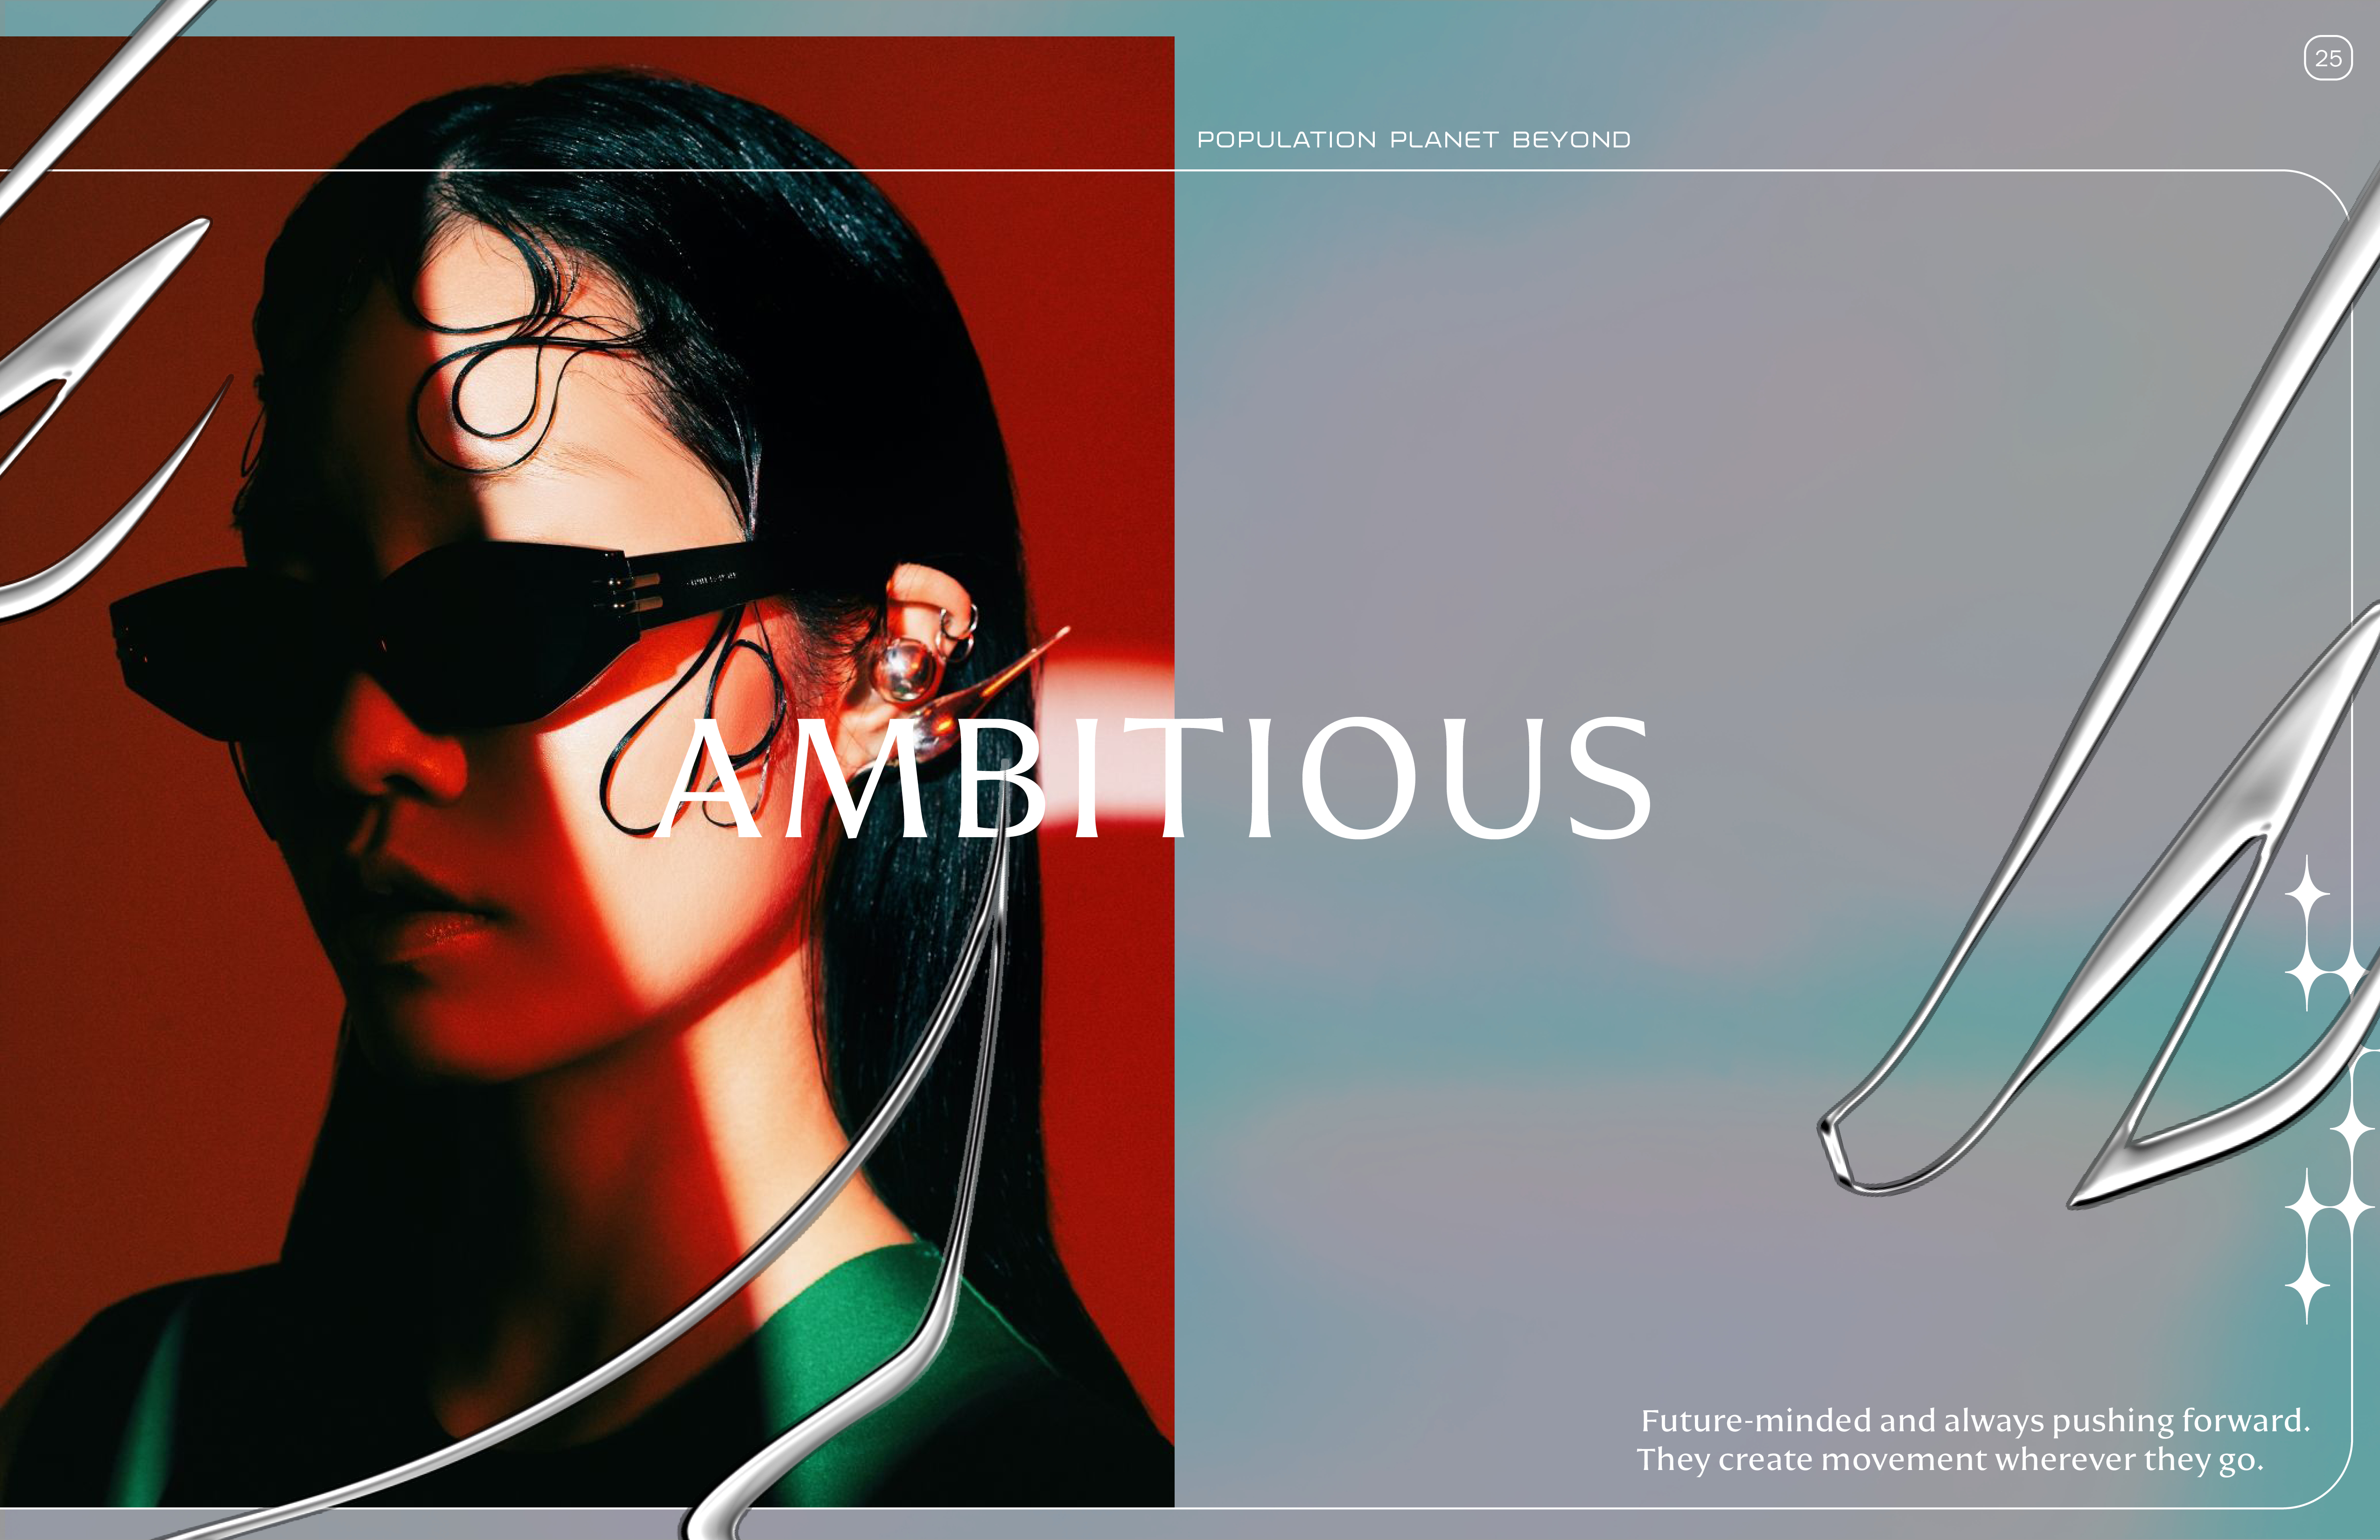 25
POPULATION PLANET BEYOND
AMBITIOUS
Future-minded and always pushing forward.
They create movement wherever they go.